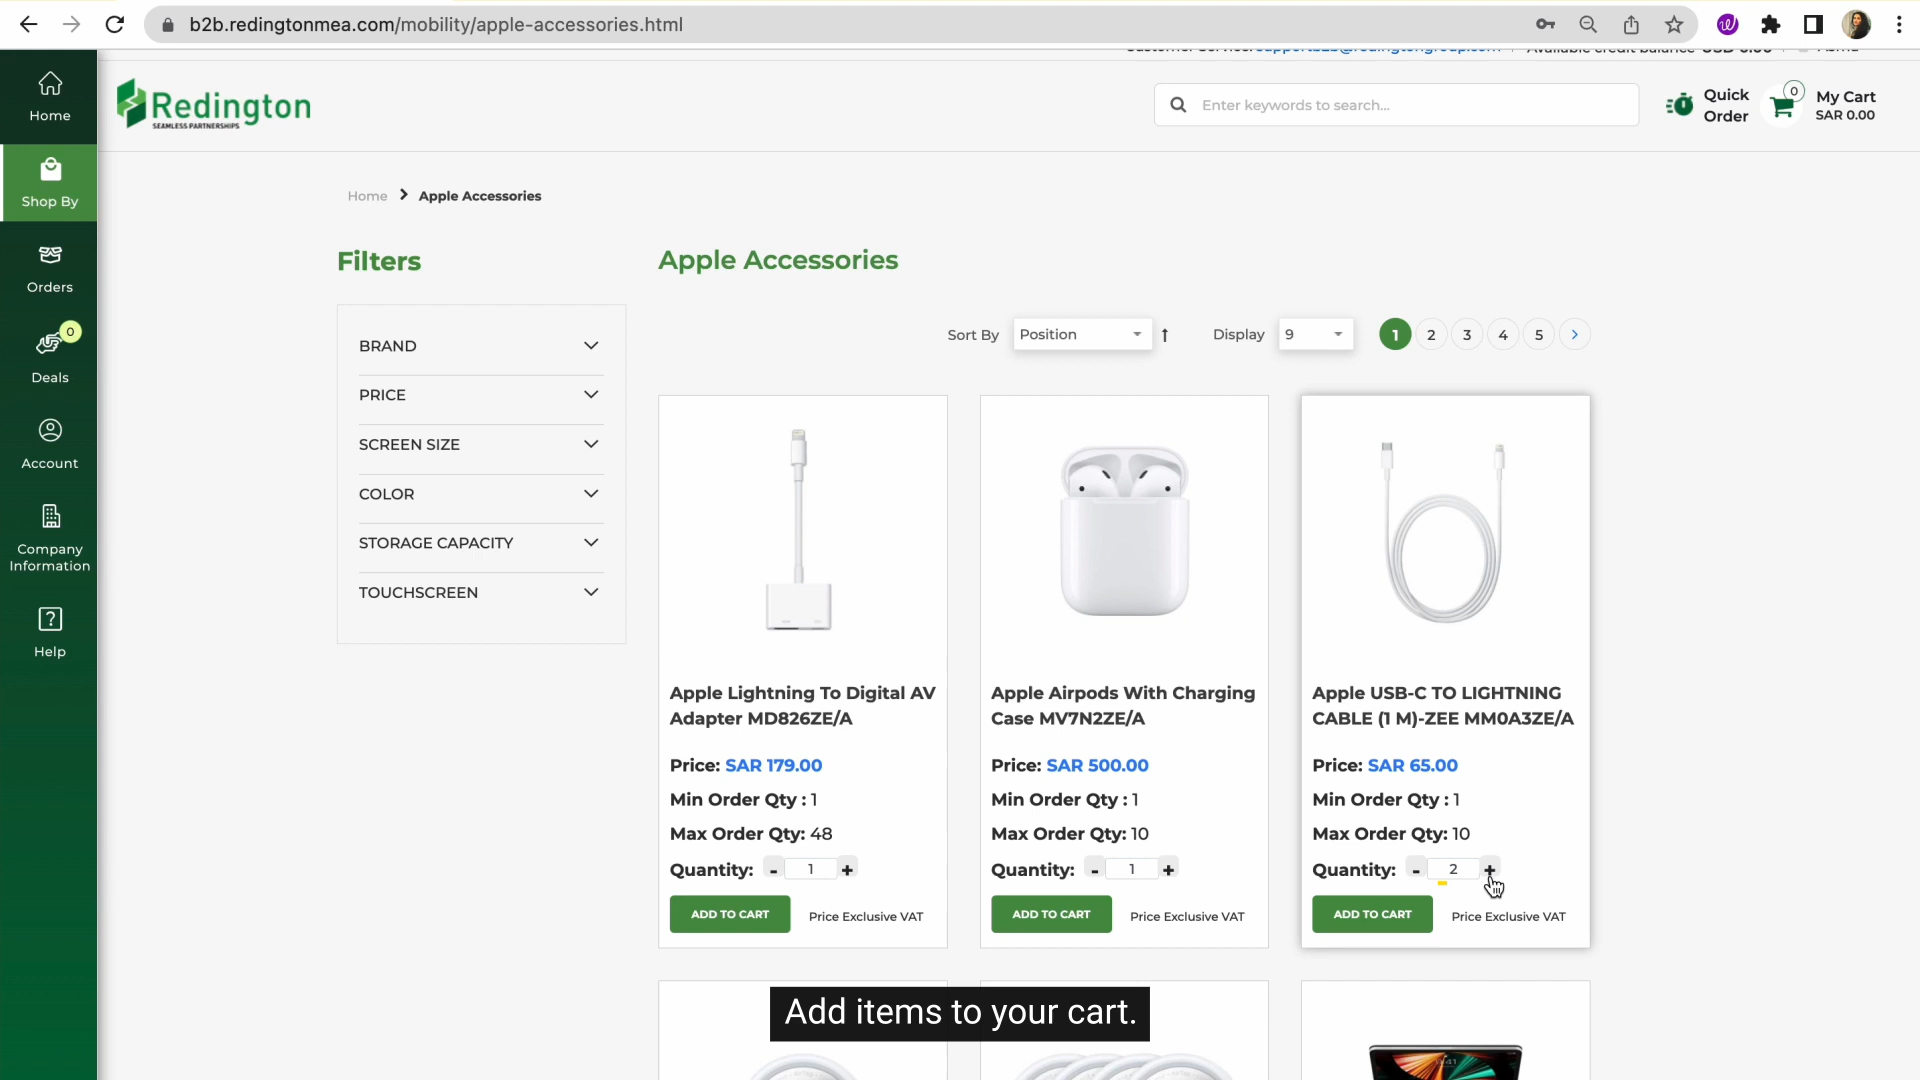 b2b.redingtonmea.com/mobility/apple-accessories.html
Home
Shop By
Orders
0
Deals
Account
Company
Information
?
Help
Redington
SEAMLESS PARTNERSHIPS
Enter keywords to search...
Quick
Order
0
My Cart
SAR 0.00
Home
Apple Accessories
Filters
BRAND
PRICE
SCREEN SIZE
COLOR
STORAGE CAPACITY
TOUCHSCREEN
Apple Accessories
Sort By Position Display 9 1 2 3 4 5
Apple Lightning To Digital AV
Adapter MD826ZE/A
Price: SAR 179.00
Min Order Qty : 1
Max Order Qty: 48
Quantity: - 1 +
ADD TO CART Price Exclusive VAT
Apple Airpods With Charging
Case MV7N2ZE/A
Price: SAR 500.00
Min Order Qty : 1
Max Order Qty: 10
Quantity: - 1 +
ADD TO CART Price Exclusive VAT
Apple USB-C TO LIGHTNING
CABLE (1 M)-ZEE MM0A3ZE/A
Price: SAR 65.00
Min Order Qty : 1
Max Order Qty: 10
Quantity: - 2 +
ADD TO CART Price Exclusive VAT
Add items to your cart.